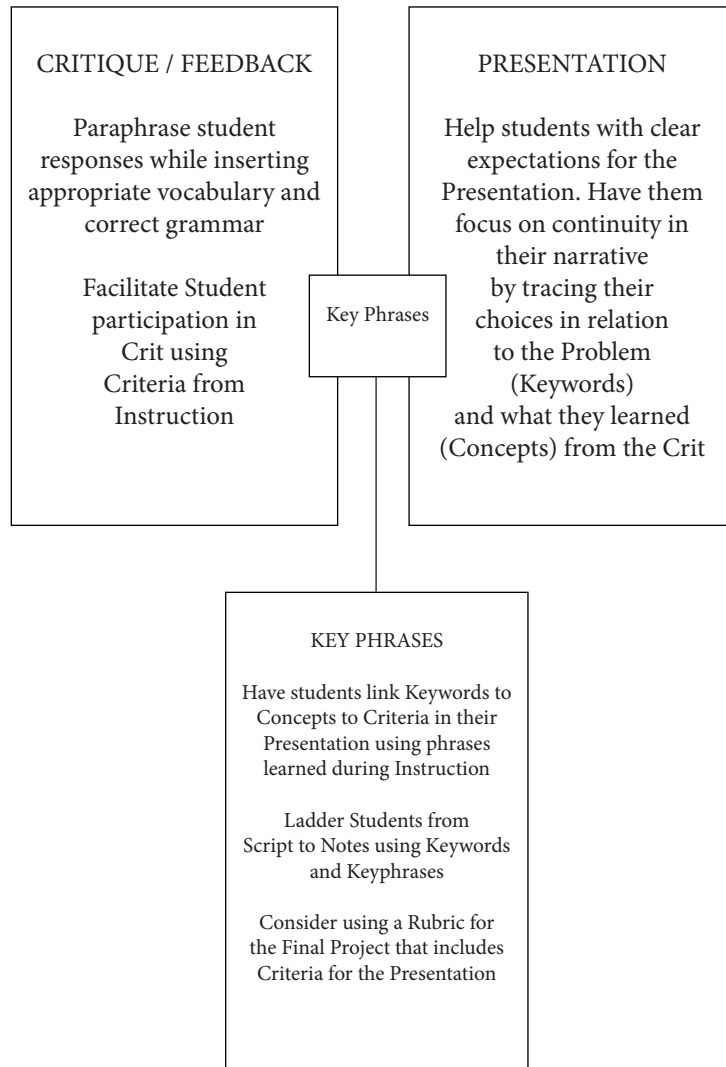 CRITIQUE / FEEDBACK
Paraphrase student
responses while inserting
appropriate vocabulary and
correct grammar
Facilitate Student
participation in
Crit using
Criteria from
Instruction
Key Phrases
PRESENTATION
Help students with clear
expectations for the
Presentation. Have them
focus on continuity in
their narrative
by tracing their
choices in relation
to the Problem
(Keywords)
and what they learned
(Concepts) from the Crit
KEY PHRASES
Have students link Keywords to
Concepts to Criteria in their
Presentation using phrases
learned during Instruction
Ladder Students from
Script to Notes using Keywords
and Keyphrases
Consider using a Rubric for
the Final Project that includes
Criteria for the Presentation